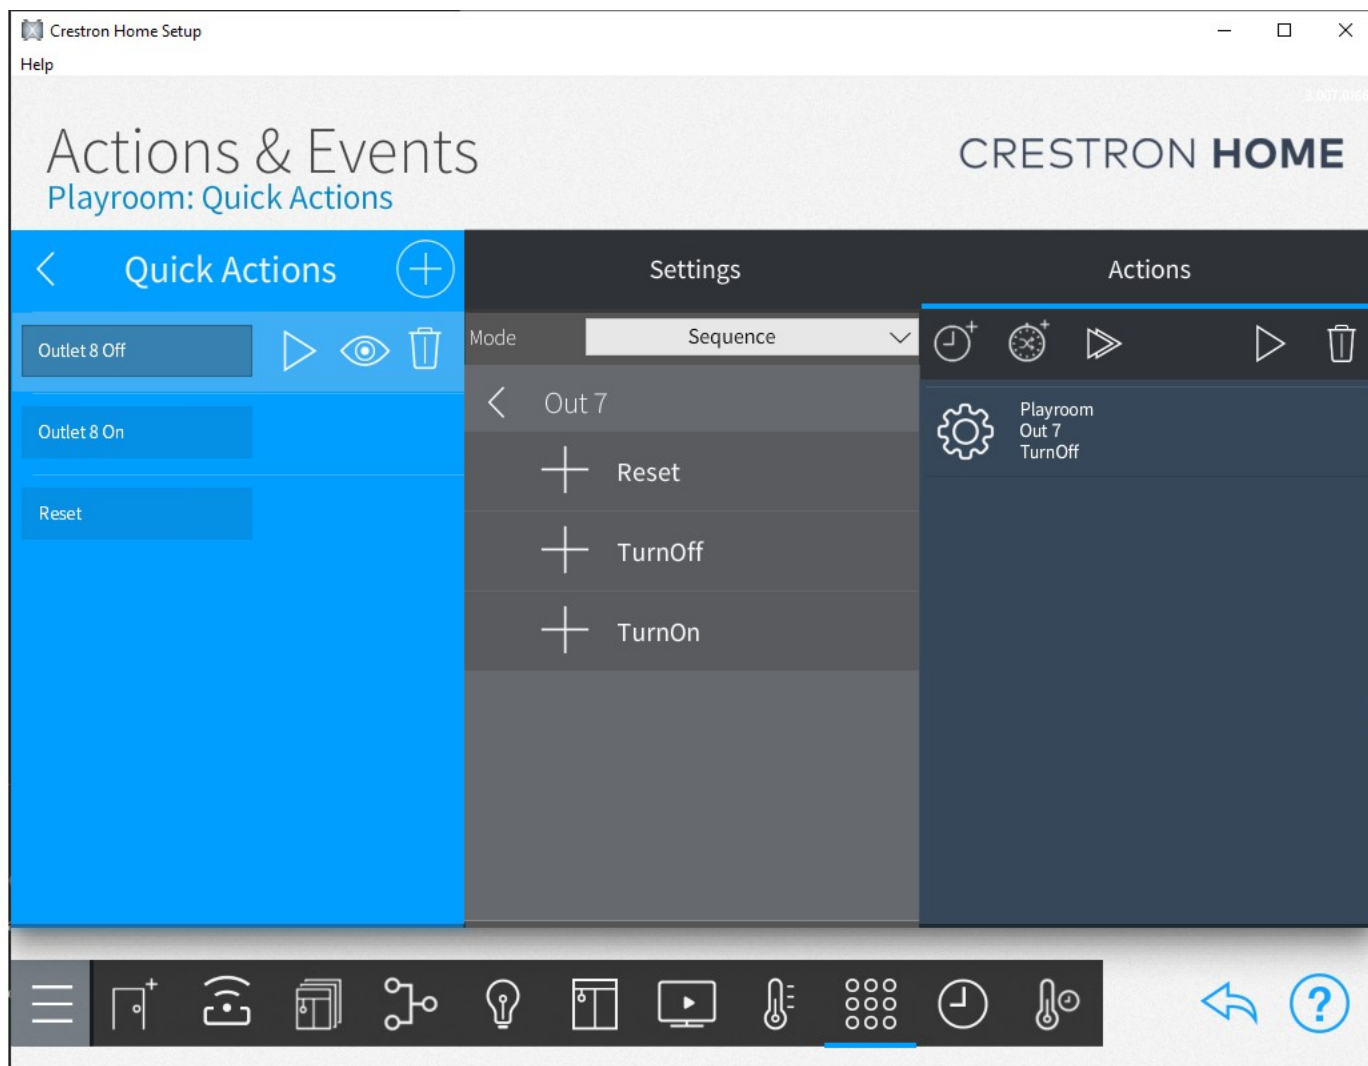 Crestron Home Setup
Help
Actions & Events
Playroom: Quick Actions
CRESTRON HOME
Quick Actions
Settings
Actions
Outlet 8 Off
Mode
Sequence
Out 7
Playroom
Out 7
TurnOff
Outlet 8 On
Reset
Reset
TurnOff
TurnOn
?